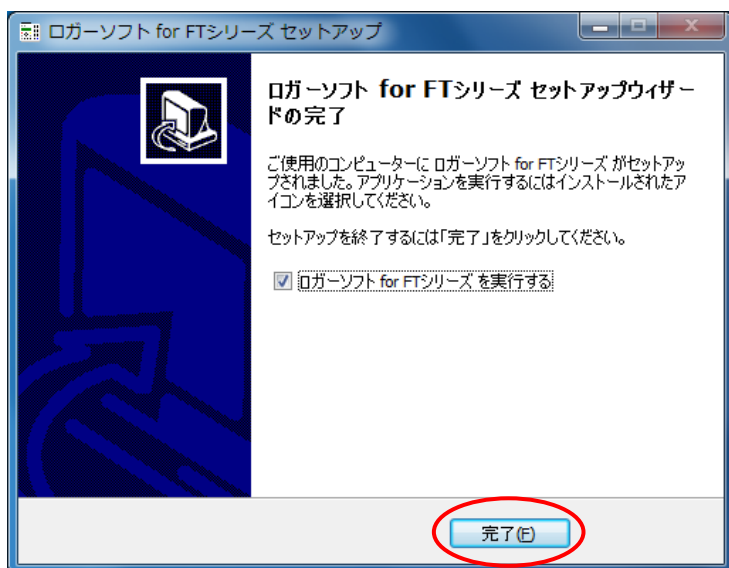 ロガーソフト for FTシリーズ セットアップ
ロガーソフト for FTシリーズ セットアップウィザー
ドの完了
ご使用のコンピューターに ロガーソフト for FTシリーズ がセットアッ
プされました。アプリケーションを実行するにはインストールされたア
イコンを選択してください。
セットアップを終了するには「完了」をクリックしてください。
ロガーソフト for FTシリーズ を実行する
完了(F)